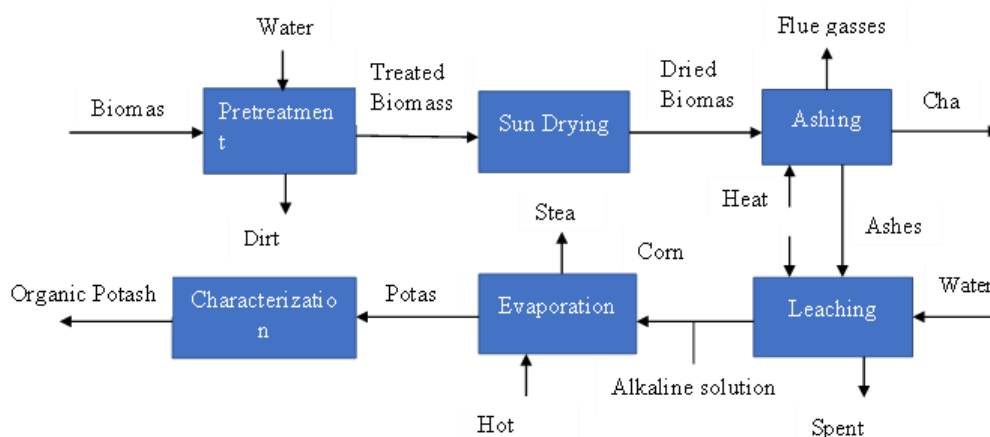 Water
Flue gasses
Biomas
Pretreatmen
t
Treated
Biomass
Sun Drying
Dried
Biomas
Ashing
Cha
Dirt
Stea
Heat
Ashes
Corn
Organic Potash
Characterizatio
n
Potas
Evaporation
Leaching
Water
Alkaline solution
Hot
Spent